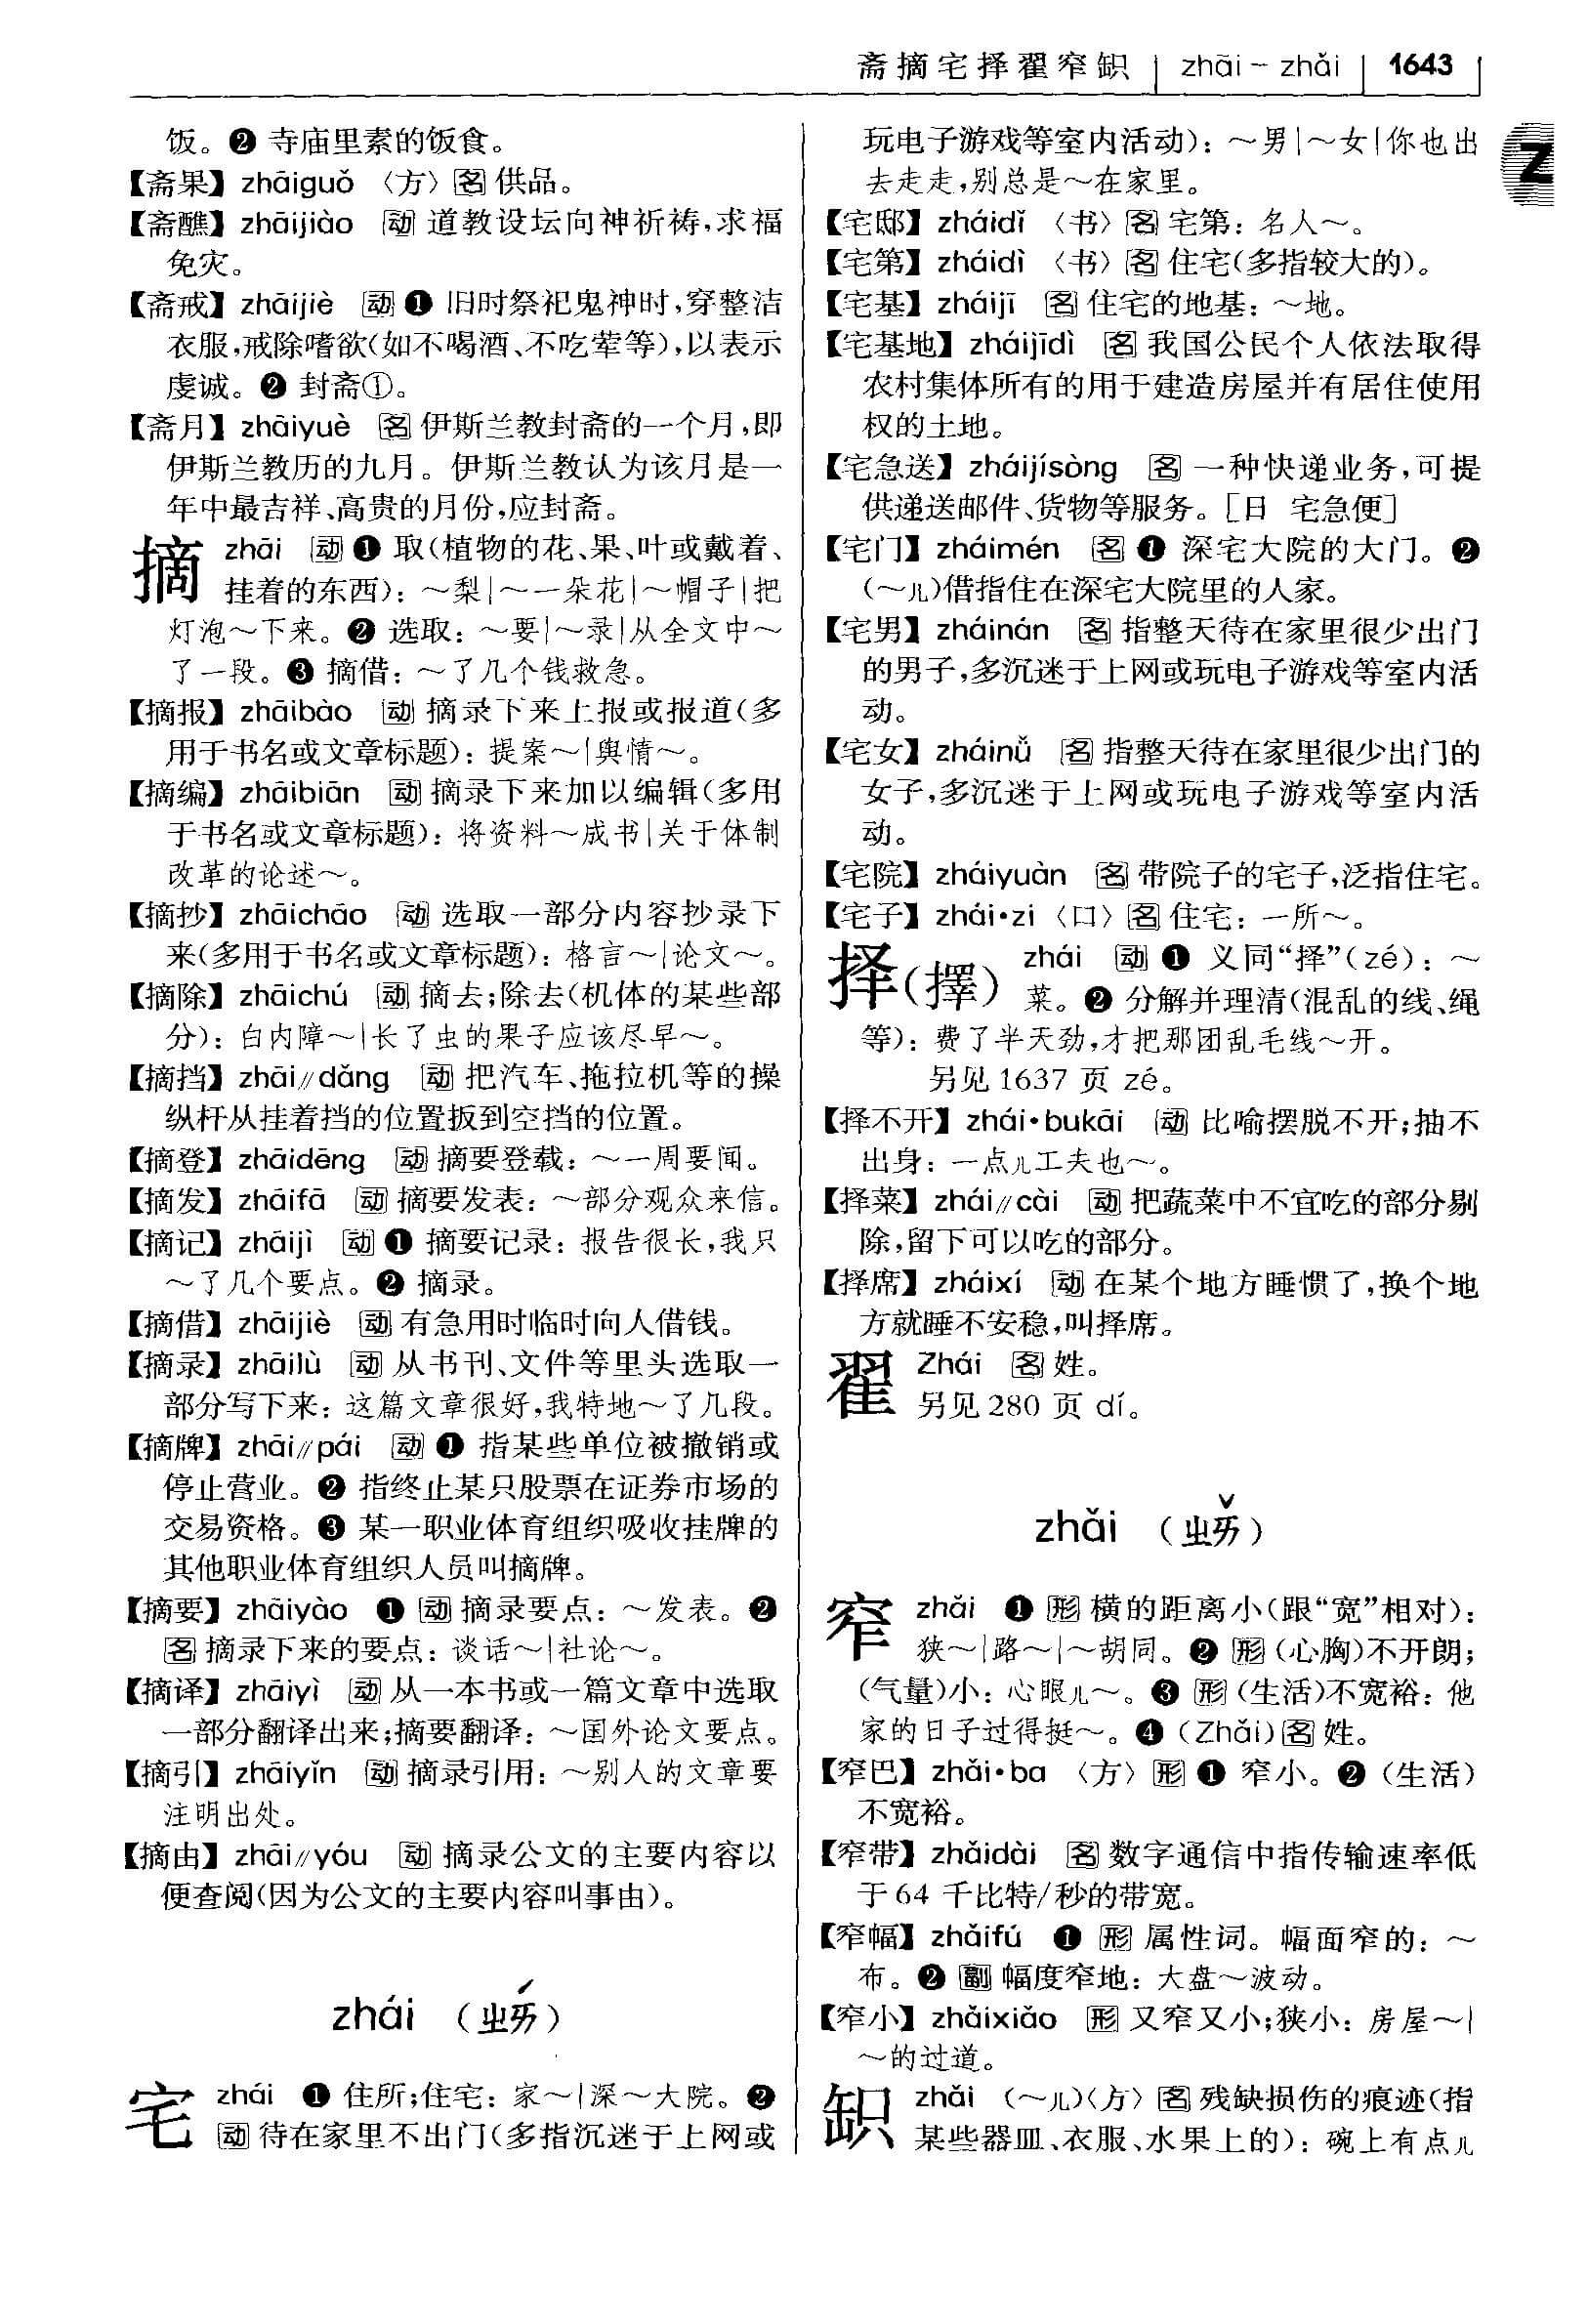 斋摘宅择翟窄𫔋 zhāi－zhǎi 1643
Z
饭。❷ 寺庙里素的饭食。
【斋果】zhāiguǒ 〈方〉名 供品。
【斋醮】zhāijiào 动 道教设坛向神祈祷,求福
免灾。
【斋戒】zhāijiè 动 ❶ 旧时祭祀鬼神时,穿整洁
衣服,戒除嗜欲(如不喝酒、不吃荤等),以表示
虔诚。❷ 封斋①。
【斋月】zhāiyuè 名 伊斯兰教封斋的一个月,即
伊斯兰教历的九月。伊斯兰教认为该月是一
年中最吉祥、高贵的月份,应封斋。
摘 zhāi 动 ❶ 取(植物的花、果、叶或戴着、
挂着的东西)：～梨|～一朵花|～帽子|把
灯泡～下来。❷ 选取：～要|～录|从全文中～
了一段。❸ 摘借：～了几个钱救急。
【摘报】zhāibào 动 摘录下来上报或报道(多
用于书名或文章标题)：提案～|舆情～。
【摘编】zhāibiān 动 摘录下来加以编辑(多用
于书名或文章标题)：将资料～成书|关于体制
改革的论述～。
【摘抄】zhāichāo 动 选取一部分内容抄录下
来(多用于书名或文章标题)：格言～|论文～。
【摘除】zhāichú 动 摘去;除去(机体的某些部
分)：白内障～|长了虫的果子应该尽早～。
【摘挡】zhāi//dǎng 动 把汽车、拖拉机等的操
纵杆从挂着挡的位置扳到空挡的位置。
【摘登】zhāidēng 动 摘要登载：～一周要闻。
【摘发】zhāifā 动 摘要发表：～部分观众来信。
【摘记】zhāijì 动 ❶ 摘要记录：报告很长,我只
～了几个要点。❷ 摘录。
【摘借】zhāijiè 动 有急用时临时向人借钱。
【摘录】zhāilù 动 从书刊、文件等里头选取一
部分写下来：这篇文章很好,我特地～了几段。
【摘牌】zhāi//pái 动 ❶ 指某些单位被撤销或
停止营业。❷ 指终止某只股票在证券市场的
交易资格。❸ 某一职业体育组织吸收挂牌的
其他职业体育组织人员叫摘牌。
【摘要】zhāiyào ❶ 动 摘录要点：～发表。❷
名 摘录下来的要点：谈话～|社论～。
【摘译】zhāiyì 动 从一本书或一篇文章中选取
一部分翻译出来;摘要翻译：～国外论文要点。
【摘引】zhāiyǐn 动 摘录引用：～别人的文章要
注明出处。
【摘由】zhāi//yóu 动 摘录公文的主要内容以
便查阅(因为公文的主要内容叫事由)。
zhái (ㄓㄞˊ)
宅 zhái ❶ 住所;住宅：家～|深～大院。❷
动 待在家里不出门(多指沉迷于上网或
玩电子游戏等室内活动)：～男|～女|你也出
去走走,别总是～在家里。
【宅邸】zháidǐ 〈书〉名 宅第：名人～。
【宅第】zháidì 〈书〉名 住宅(多指较大的)。
【宅基】zháijī 名 住宅的地基：～地。
【宅基地】zháijīdì 名 我国公民个人依法取得
农村集体所有的用于建造房屋并有居住使用
权的土地。
【宅急送】zháijísòng 名 一种快递业务,可提
供递送邮件、货物等服务。[日 宅急便]
【宅门】zháimén 名 ❶ 深宅大院的大门。❷
(～儿)借指住在深宅大院里的人家。
【宅男】zháinán 名 指整天待在家里很少出门
的男子,多沉迷于上网或玩电子游戏等室内活
动。
【宅女】zháinǚ 名 指整天待在家里很少出门的
女子,多沉迷于上网或玩电子游戏等室内活
动。
【宅院】zháiyuàn 名 带院子的宅子,泛指住宅。
【宅子】zhái·zi 〈口〉名 住宅：一所～。
择(擇) zhái 动 ❶ 义同“择”(zé)：～
菜。❷ 分解并理清(混乱的线、绳
等)：费了半天劲,才把那团乱毛线～开。
另见1637 页 zé。
【择不开】zhái·bukāi 动 比喻摆脱不开;抽不
出身：一点儿工夫也～。
【择菜】zhái//cài 动 把蔬菜中不宜吃的部分剔
除,留下可以吃的部分。
【择席】zháixí 动 在某个地方睡惯了,换个地
方就睡不安稳,叫择席。
翟 Zhái 名 姓。
另见280 页 dí。
zhǎi (ㄓㄞˇ)
窄 zhǎi ❶ 形 横的距离小(跟“宽”相对)：
狭～|路～|～胡同。❷ 形 (心胸)不开朗;
(气量)小：心眼儿～。❸ 形 (生活)不宽裕：他
家的日子过得挺～。❹ (Zhǎi)名 姓。
【窄巴】zhǎi·ba 〈方〉形 ❶ 窄小。❷ (生活)
不宽裕。
【窄带】zhǎidài 名 数字通信中指传输速率低
于64 千比特/秒的带宽。
【窄幅】zhǎifú ❶ 形 属性词。幅面窄的：～
布。❷ 副 幅度窄地：大盘～波动。
【窄小】zhǎixiǎo 形 又窄又小;狭小：房屋～|
～的过道。
zhǎi (～儿)〈方〉名 残缺损伤的痕迹(指
某些器皿、衣服、水果上的)：碗上有点儿